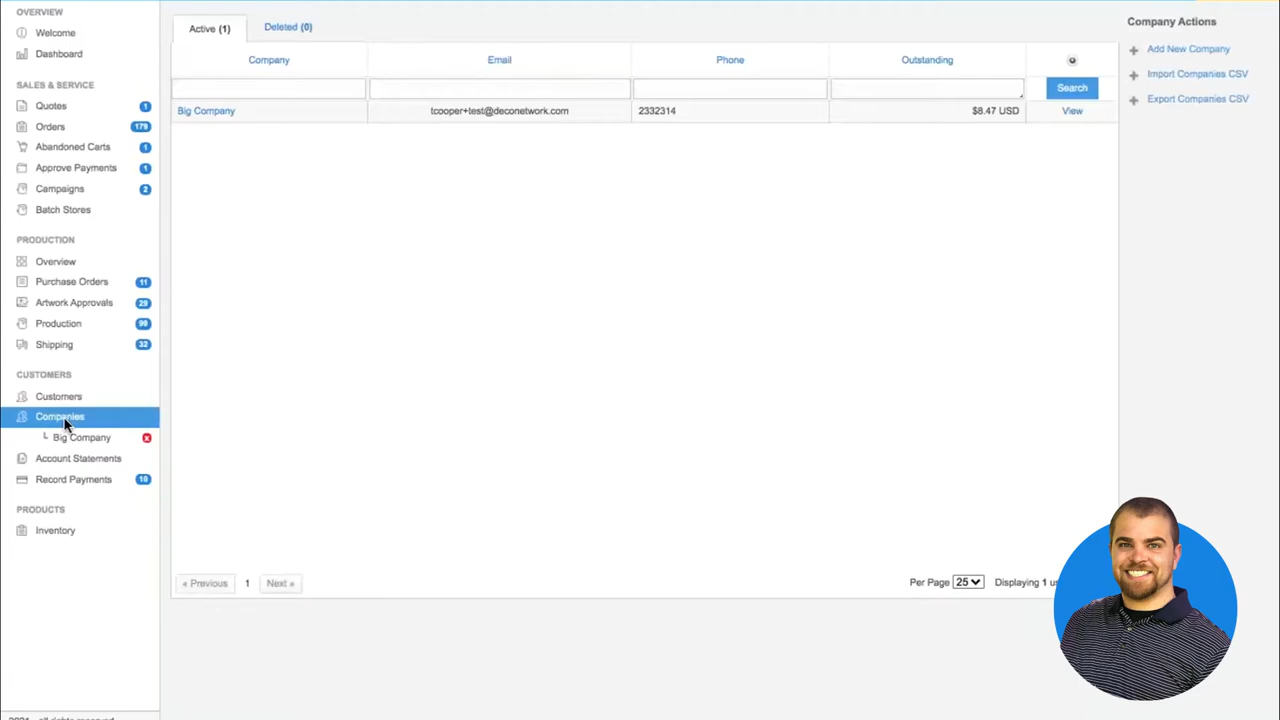 OVERVIEW
Welcome
Dashboard
SALES & SERVICE
Quotes 1
Orders 179
Abandoned Carts 1
Approve Payments 1
Campaigns 2
Batch Stores
PRODUCTION
Overview
Purchase Orders 11
Artwork Approvals 29
Production 99
Shipping 32
CUSTOMERS
Customers
Companies
Big Company
Account Statements
Record Payments 10
PRODUCTS
Inventory
Active (1) Deleted (0)
Company Email Phone Outstanding
Search
Big Company tcooper+test@deconetwork.com 2332314 $8.47 USD View
« Previous 1 Next » Per Page 25 Displaying 1
Company Actions
Add New Company
Import Companies CSV
Export Companies CSV